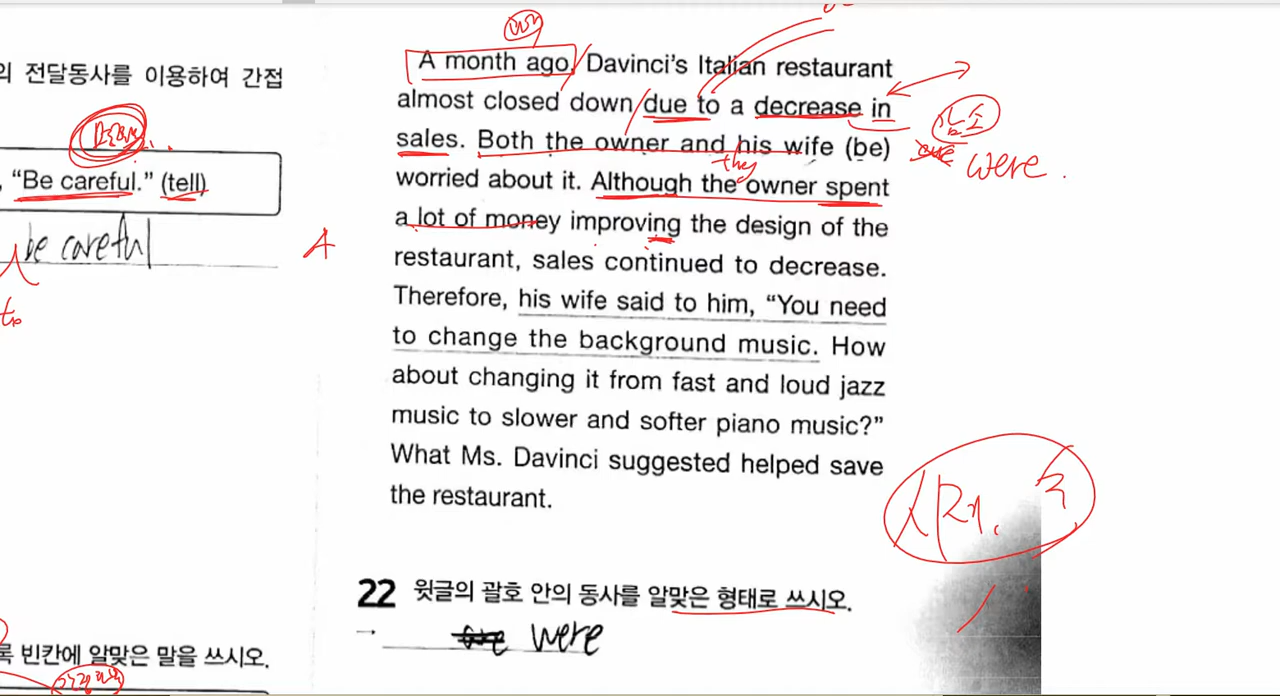 의 전달동사를 이용하여 간접
"Be careful." (tell)
be careful
to
A
A month ago, Davinci's Italian restaurant
almost closed down due to a decrease in
감소
sales. Both the owner and his wife (be)
were.
they
worried about it. Although the owner spent
a lot of money improving the design of the
restaurant, sales continued to decrease.
Therefore, his wife said to him, "You need
to change the background music. How
about changing it from fast and loud jazz
music to slower and softer piano music?"
What Ms. Davinci suggested helped save
the restaurant.
22 윗글의 괄호 안의 동사를 알맞은 형태로 쓰시오.
→ were
록 빈칸에 알맞은 말을 쓰시오.